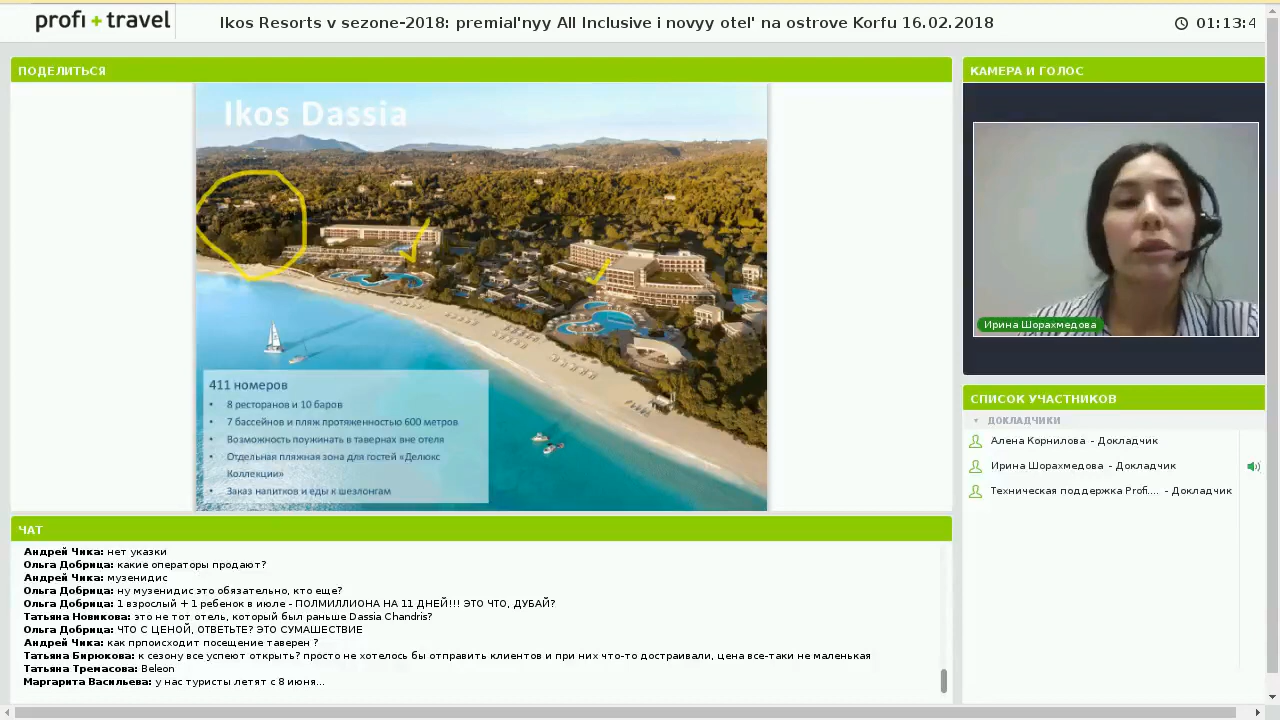 profi + travel
Ikos Resorts v sezone-2018: premial'nyy All Inclusive i novyy otel' na ostrove Korfu 16.02.2018
01:13:4
ПОДЕЛИТЬСЯ
Ikos Dassia
411 номеров
• 8 ресторанов и 10 баров
• 7 бассейнов и пляж протяженностью 600 метров
• Возможность поужинать в тавернах вне отеля
• Отдельная пляжная зона для гостей «Делюкс
Коллекции»
• Заказ напитков и еды к шезлонгам
КАМЕРА И ГОЛОС
Ирина Шорахмедова
СПИСОК УЧАСТНИКОВ
ДОКЛАДЧИКИ
Алена Корнилова - Докладчик
Ирина Шорахмедова - Докладчик
Техническая поддержка Profi.... - Докладчик
ЧАТ
Андрей Чика: нет указки
Ольга Добрица: какие операторы продают?
Андрей Чика: музенидис
Ольга Добрица: ну музенидис это обязательно, кто еще?
Ольга Добрица: 1 взрослый + 1 ребенок в июле - ПОЛМИЛЛИОНА НА 11 ДНЕЙ!!! ЭТО ЧТО, ДУБАЙ?
Татьяна Новикова: это не тот отель, который был раньше Dassia Chandris?
Ольга Добрица: ЧТО С ЦЕНОЙ, ОТВЕТЬТЕ? ЭТО СУМАШЕСТВИЕ
Андрей Чика: как прпоисходит посещение таверен ?
Татьяна Бирюкова: к сезону все успеют открыть? просто не хотелось бы отправить клиентов и при них что-то достраивали, цена все-таки не маленькая
Татьяна Тремасова: Beleon
Маргарита Васильева: у нас туристы летят с 8 июня...